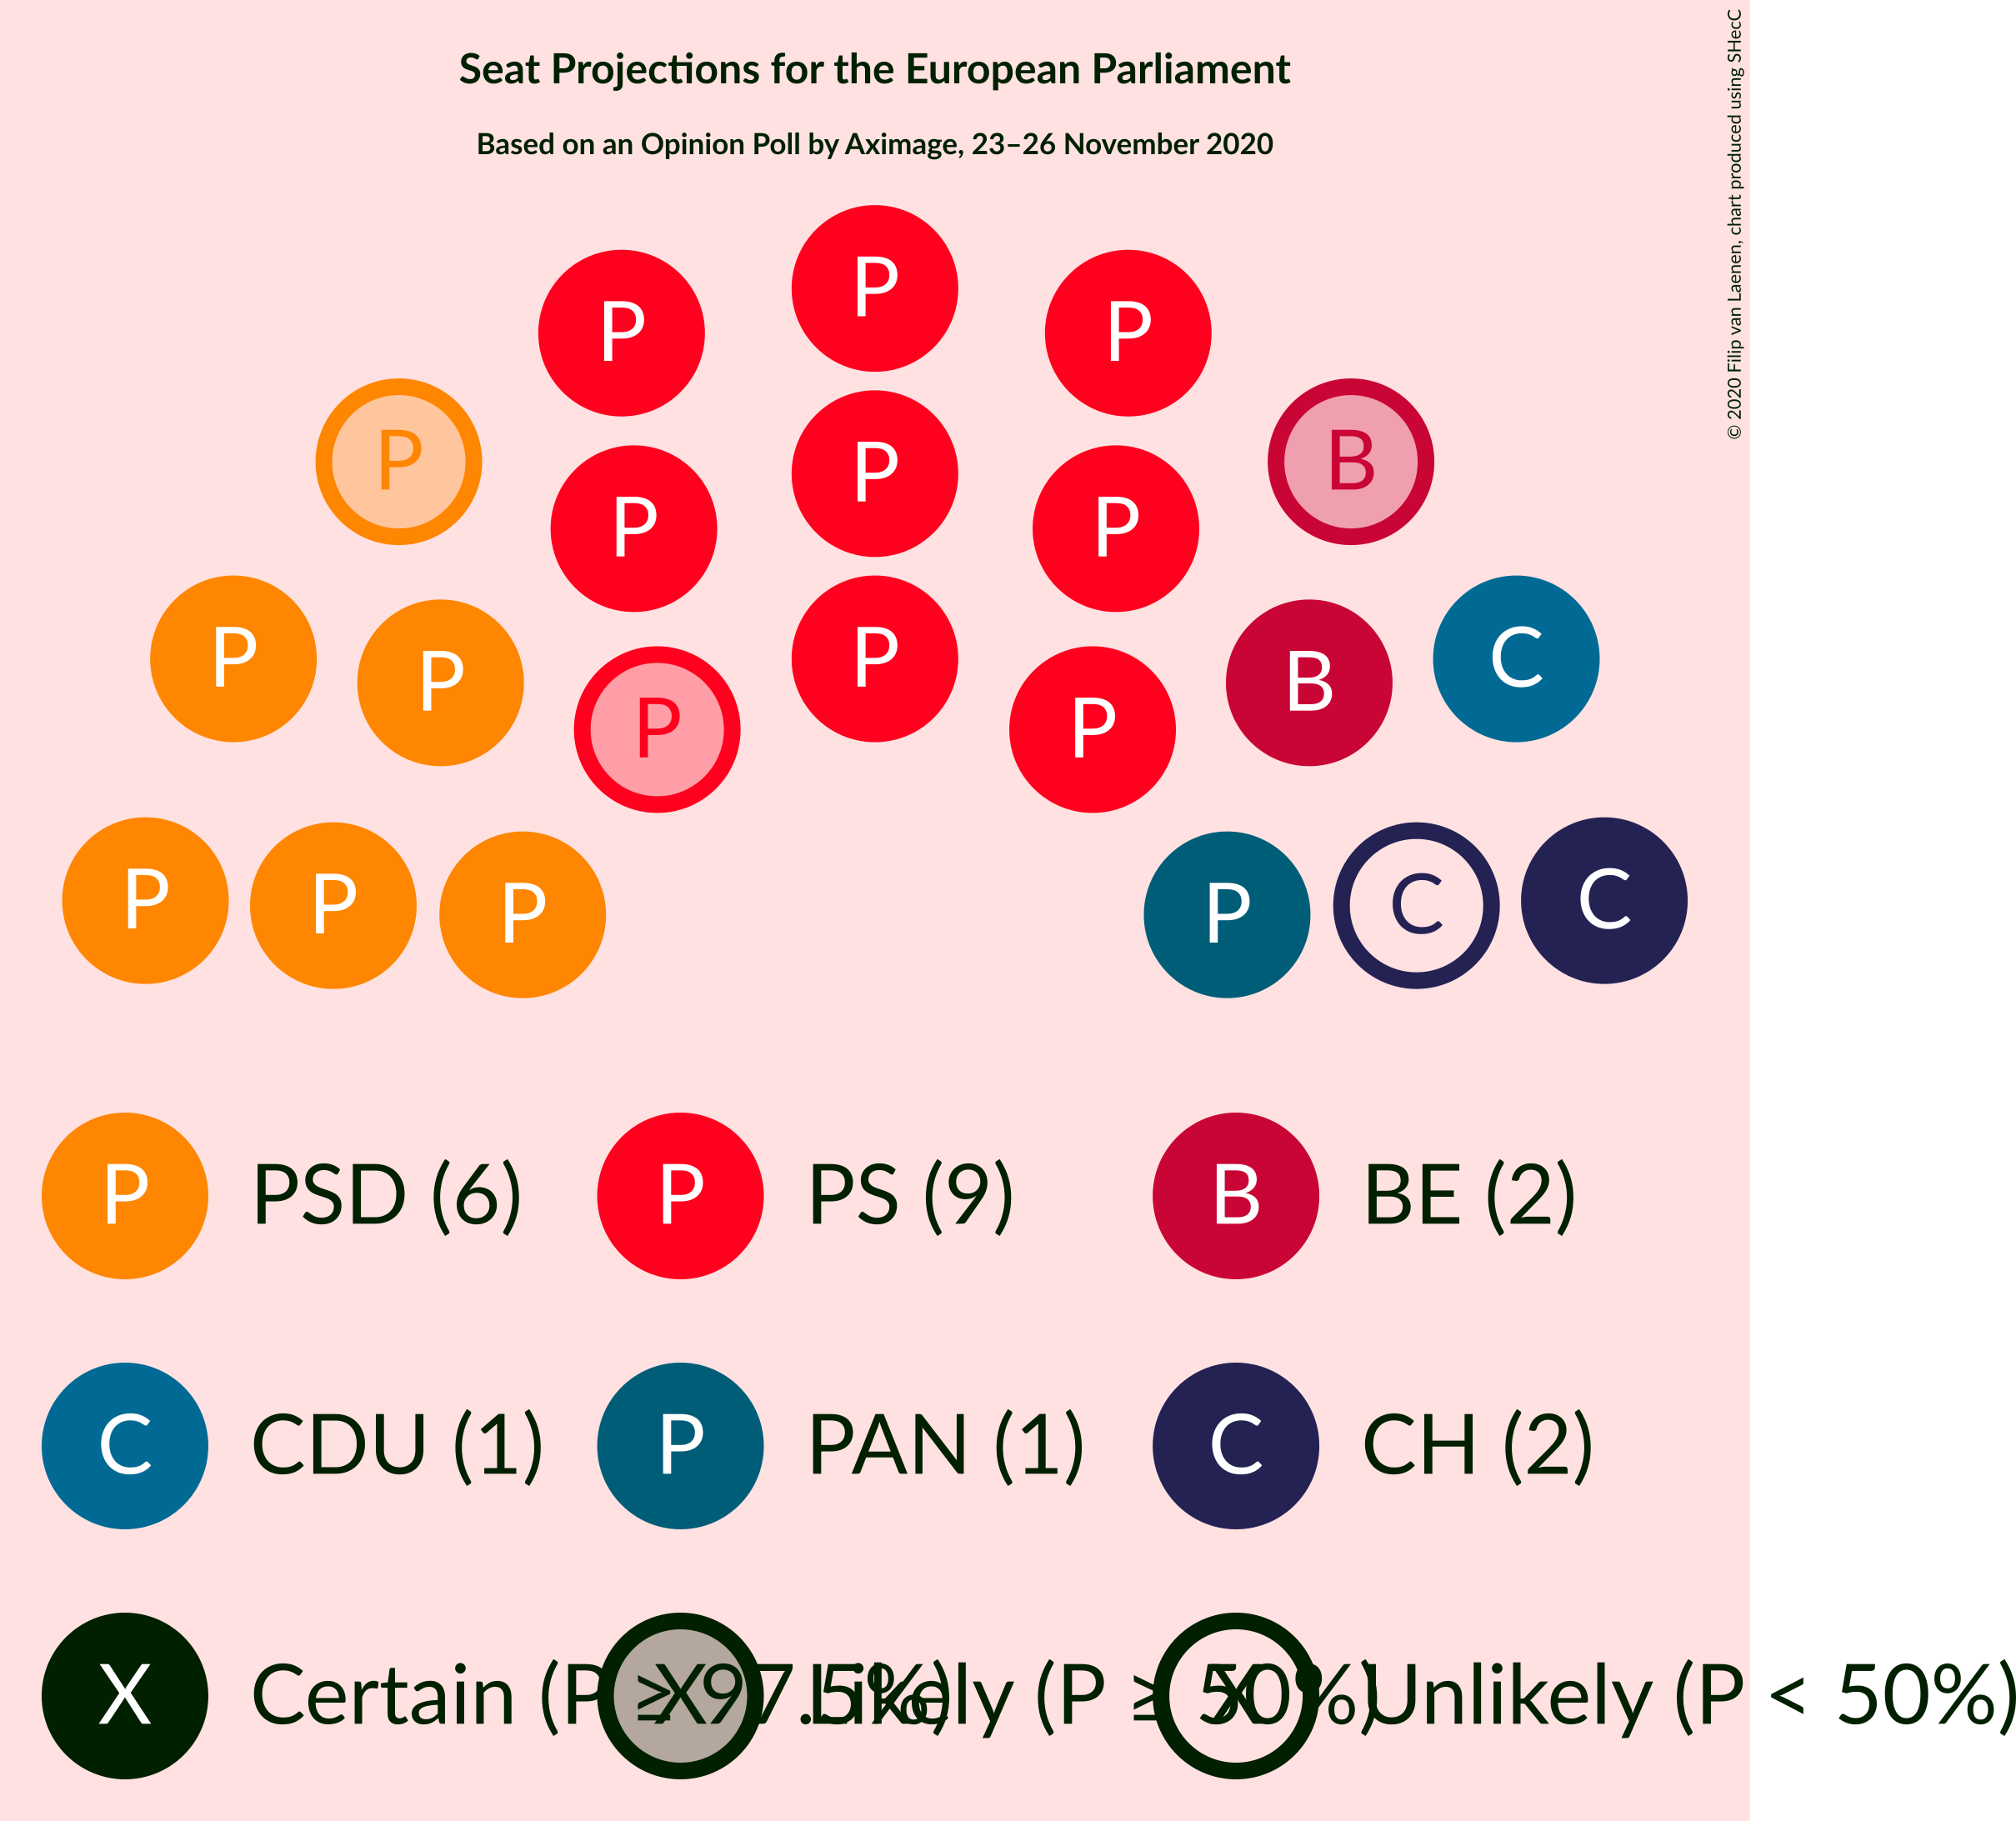 Seat Projections for the European Parliament
Based on an Opinion Poll by Aximage, 23–26 November 2020
© 2020 Filip van Laenen, chart produced using SHecC
P
P P
P B
P
P P
P C
P B
P
P P
P P
P C C
P
P PSD (6) P PS (9) B BE (2)
C CDU (1) P PAN (1) C CH (2)
X Certain (P ≥ 97.5%) X Likely (P ≥ 50%) X Unlikely (P < 50%)